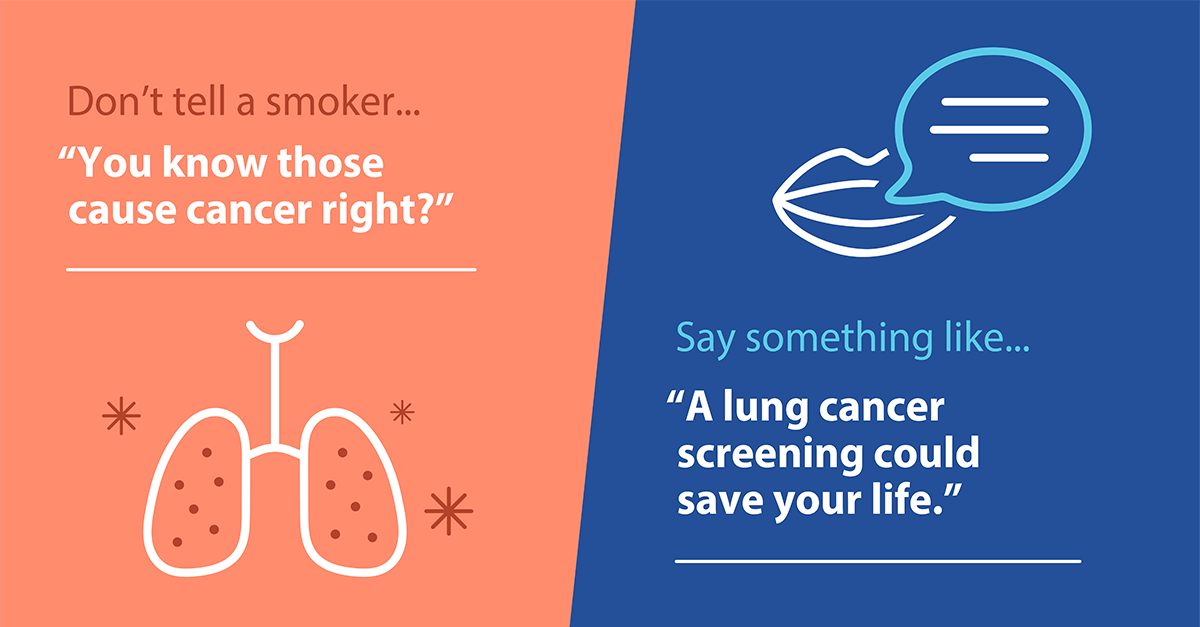 Don’t tell a smoker...
“You know those
cause cancer right?”
Say something like...
“A lung cancer
screening could
save your life.”